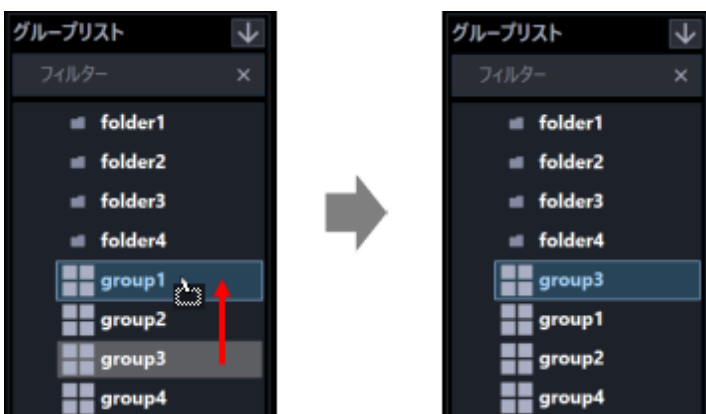 グループリスト
フィルター
folder1
folder2
folder3
folder4
group1
group2
group3
group4
グループリスト
フィルター
folder1
folder2
folder3
folder4
group3
group1
group2
group4